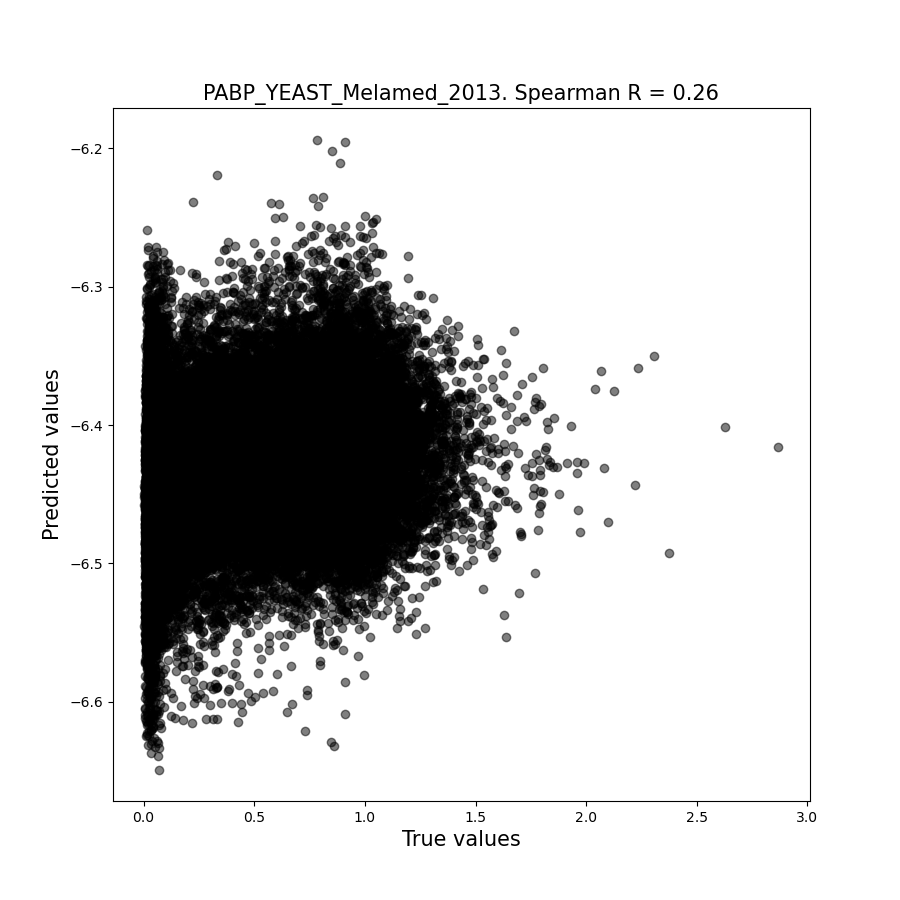 PABP_YEAST_Melamed_2013. Spearman R = 0.26
Predicted values
−6.2
−6.3
−6.4
−6.5
−6.6
0.0 0.5 1.0 1.5 2.0 2.5 3.0
True values